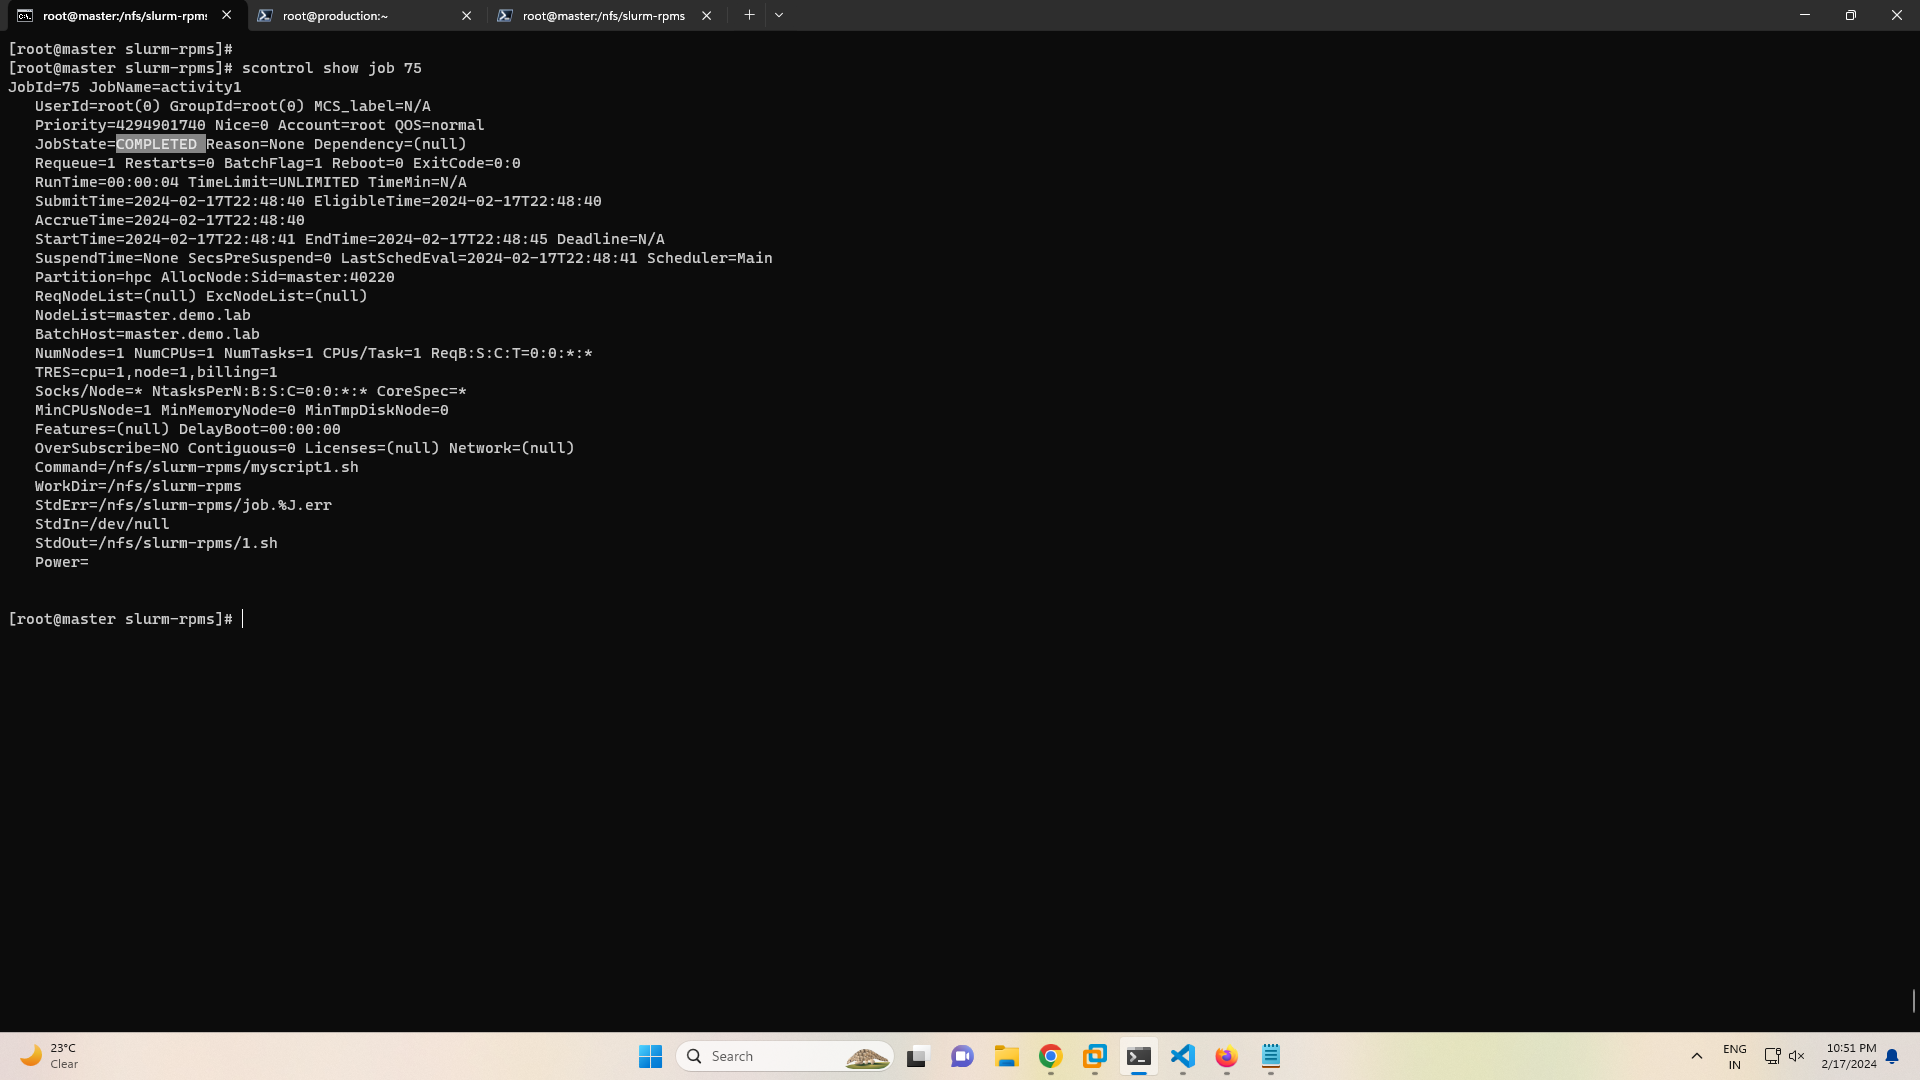 root@master:/nfs/slurm-rpms
root@production:~
root@master:/nfs/slurm-rpms
[root@master slurm-rpms]#
[root@master slurm-rpms]# scontrol show job 75
JobId=75 JobName=activity1
UserId=root(0) GroupId=root(0) MCS_label=N/A
Priority=4294901740 Nice=0 Account=root QOS=normal
JobState=COMPLETED Reason=None Dependency=(null)
Requeue=1 Restarts=0 BatchFlag=1 Reboot=0 ExitCode=0:0
RunTime=00:00:04 TimeLimit=UNLIMITED TimeMin=N/A
SubmitTime=2024-02-17T22:48:40 EligibleTime=2024-02-17T22:48:40
AccrueTime=2024-02-17T22:48:40
StartTime=2024-02-17T22:48:41 EndTime=2024-02-17T22:48:45 Deadline=N/A
SuspendTime=None SecsPreSuspend=0 LastSchedEval=2024-02-17T22:48:41 Scheduler=Main
Partition=hpc AllocNode:Sid=master:40220
ReqNodeList=(null) ExcNodeList=(null)
NodeList=master.demo.lab
BatchHost=master.demo.lab
NumNodes=1 NumCPUs=1 NumTasks=1 CPUs/Task=1 ReqB:S:C:T=0:0:*:*
TRES=cpu=1,node=1,billing=1
Socks/Node=* NtasksPerN:B:S:C=0:0:*:* CoreSpec=*
MinCPUsNode=1 MinMemoryNode=0 MinTmpDiskNode=0
Features=(null) DelayBoot=00:00:00
OverSubscribe=NO Contiguous=0 Licenses=(null) Network=(null)
Command=/nfs/slurm-rpms/myscript1.sh
WorkDir=/nfs/slurm-rpms
StdErr=/nfs/slurm-rpms/job.%J.err
StdIn=/dev/null
StdOut=/nfs/slurm-rpms/1.sh
Power=
[root@master slurm-rpms]#
23°C
Clear
Search
ENG
IN
10:51 PM
2/17/2024